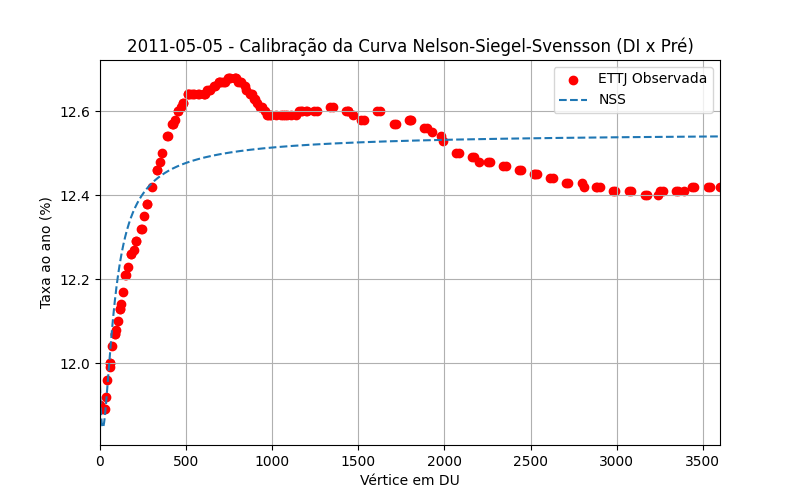 2011-05-05 - Calibração da Curva Nelson-Siegel-Svensson (DI x Pré)
ETTJ Observada
NSS
Taxa ao ano (%)
12.6
12.4
12.2
12.0
0 500 1000 1500 2000 2500 3000 3500
Vértice em DU